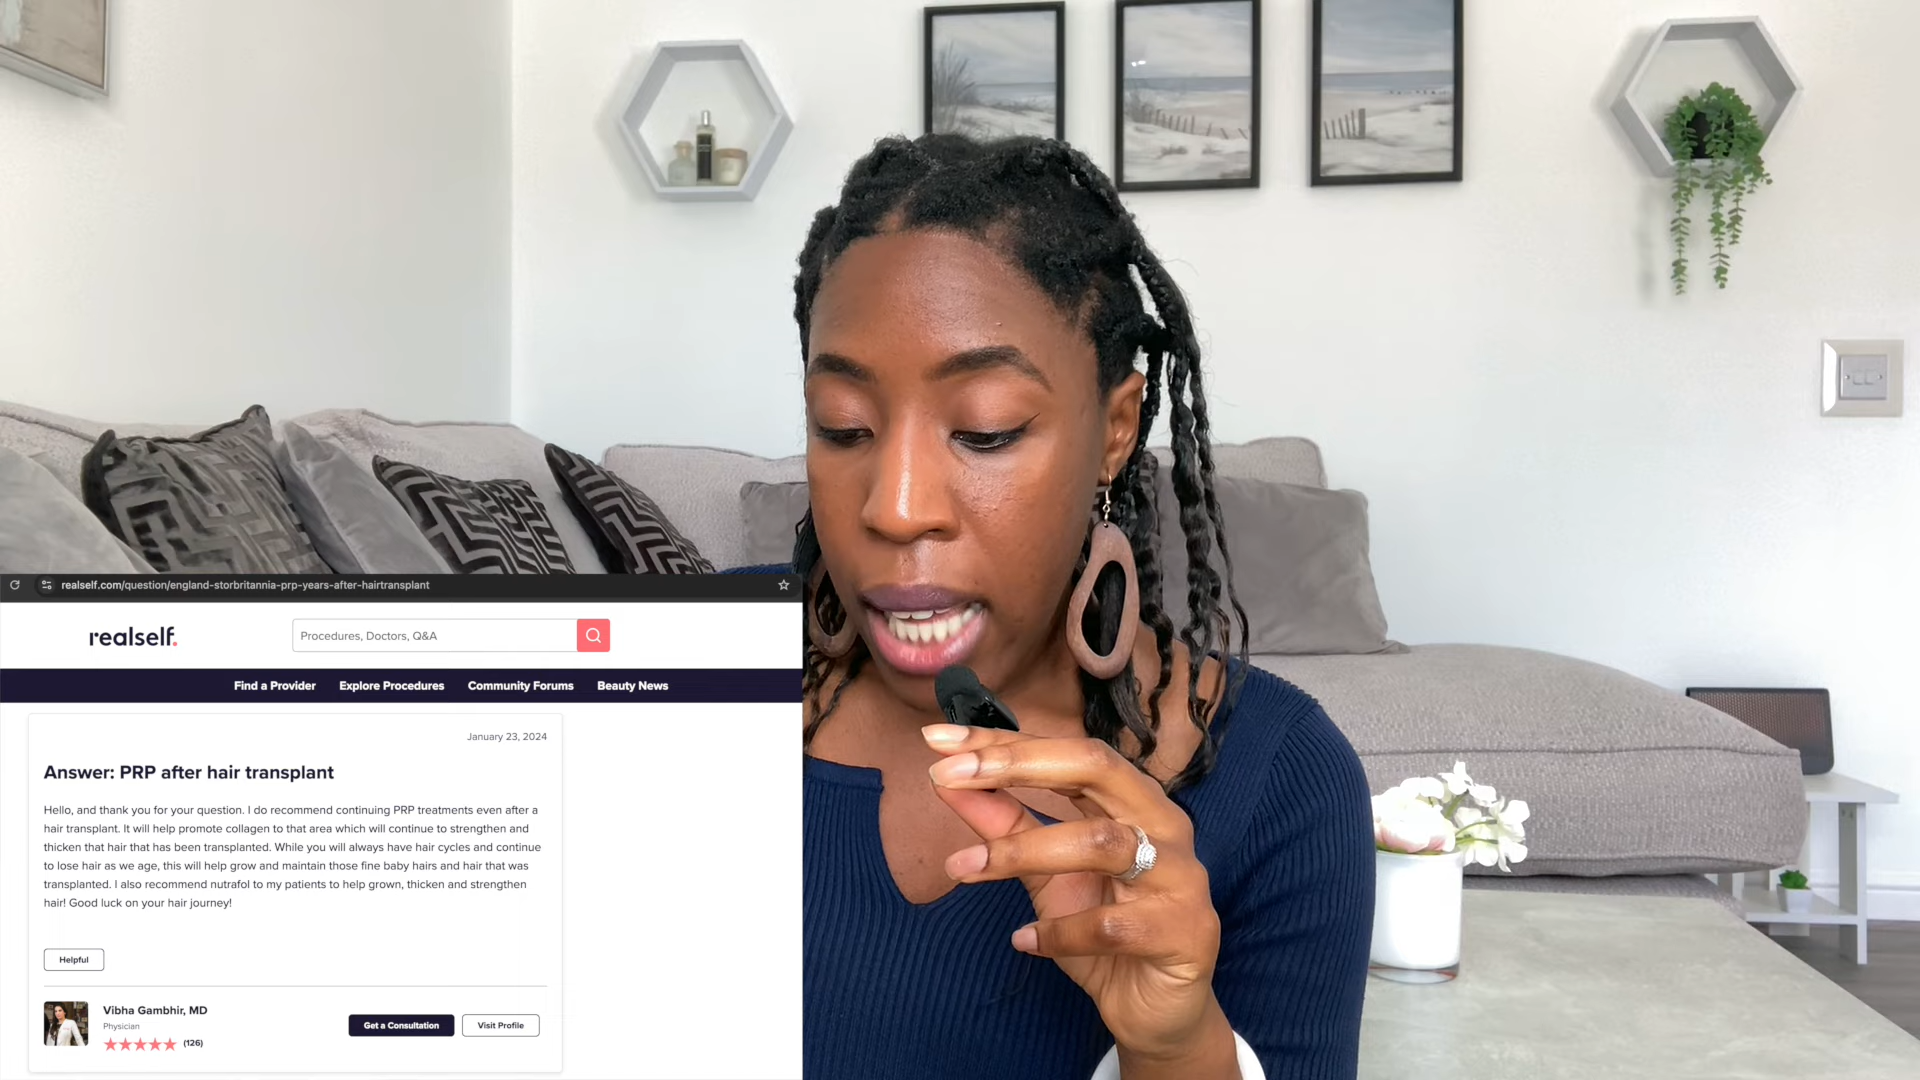 realself.com/question/england-storbritannia-prp-years-after-hairtransplant
realself.
Procedures, Doctors, Q&A
Find a Provider Explore Procedures Community Forums Beauty News
January 23, 2024
Answer: PRP after hair transplant
Hello, and thank you for your question. I do recommend continuing PRP treatments even after a
hair transplant. It will help promote collagen to that area which will continue to strengthen and
thicken that hair that has been transplanted. While you will always have hair cycles and continue
to lose hair as we age, this will help grow and maintain those fine baby hairs and hair that was
transplanted. I also recommend nutrafol to my patients to help grown, thicken and strengthen
hair! Good luck on your hair journey!
Helpful
Vibha Gambhir, MD
Physician
(126)
Get a Consultation
Visit Profile